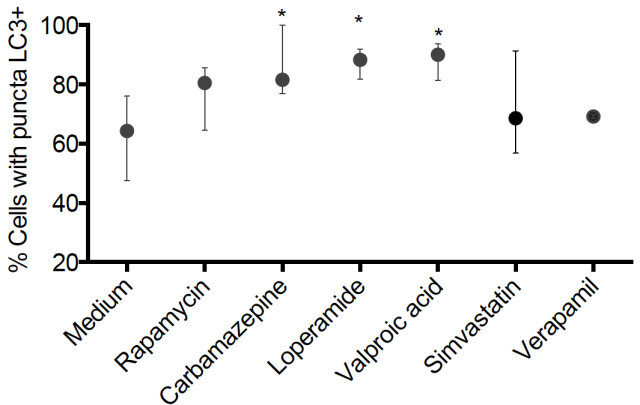 % Cells with puncta LC3+
100
80
60
40
20
* * *
Medium
Rapamycin
Carbamazepine
Loperamide
Valproic acid
Simvastatin
Verapamil